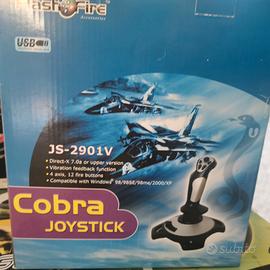 Flash Fire
Accessories
USB
JS-2901V
• Direct-X 7.0a or upper version
• Vibration feedback function
• 4 axis, 12 fire buttons
• Compatible with Windows® 98/98SE/98me/2000/XP
Cobra
JOYSTICK
subito